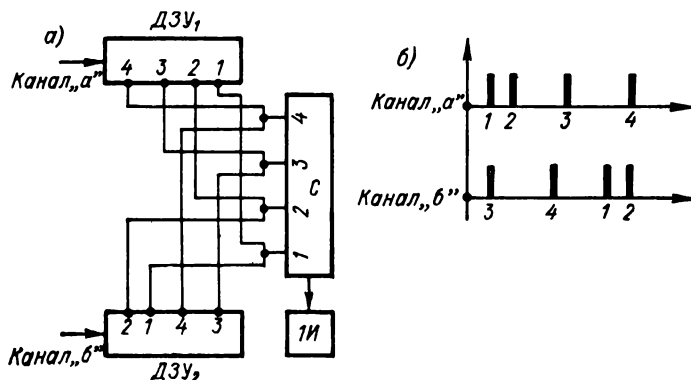 а)
ДЗУ₁
Канал„а"
4 3 2 1
4
3
С
2
1
2 1 4 3
Канал„б"
ДЗУ₂
1И
б)
Канал„а"
1 2 3 4
Канал„б"
3 4 1 2